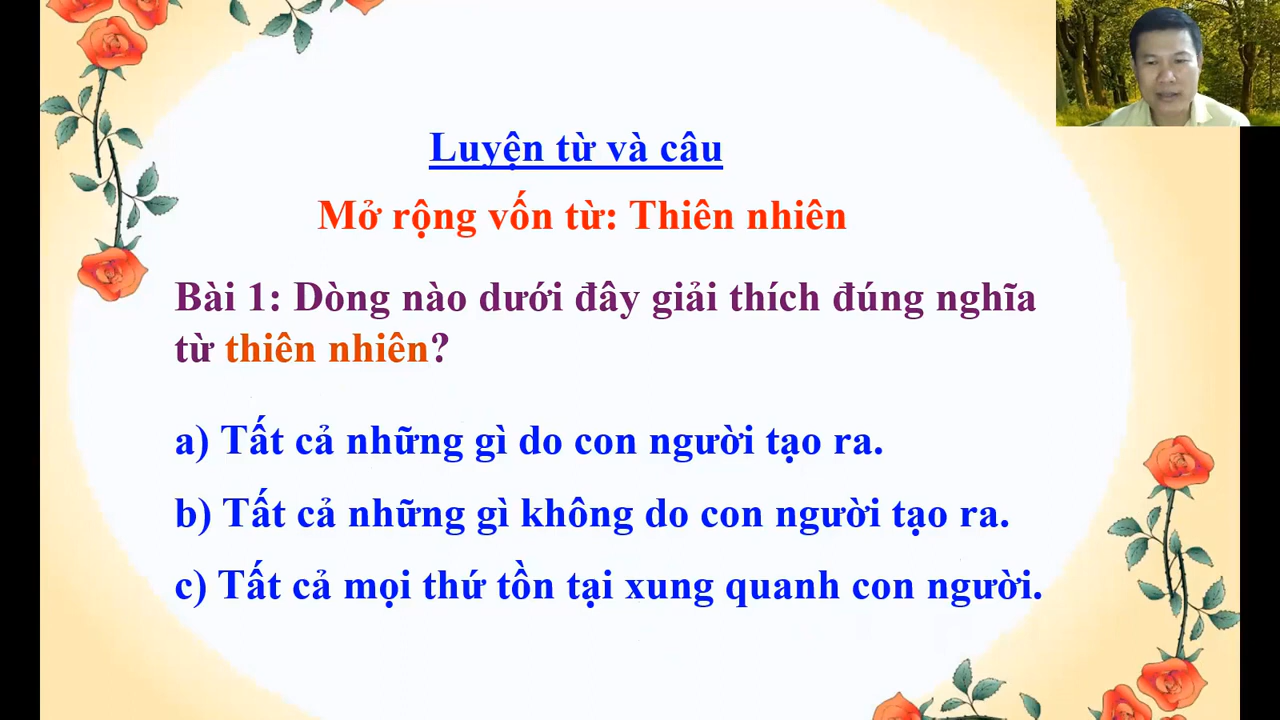 Luyện từ và câu
Mở rộng vốn từ: Thiên nhiên
Bài 1: Dòng nào dưới đây giải thích đúng nghĩa
từ thiên nhiên?
a) Tất cả những gì do con người tạo ra.
b) Tất cả những gì không do con người tạo ra.
c) Tất cả mọi thứ tồn tại xung quanh con người.